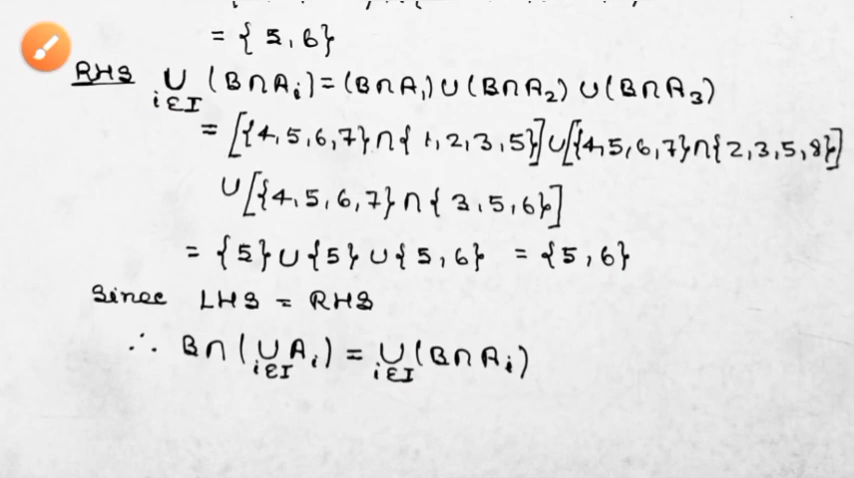 = { 5, 6}
RHS ∪ i∈I (B∩Aᵢ) = (B∩A₁) ∪ (B∩A₂) ∪ (B∩A₃)
= [{4,5,6,7} ∩ {1,2,3,5}] ∪ [{4,5,6,7} ∩ {2,3,5,8}]
∪ [{4,5,6,7} ∩ {3,5,6}]
= {5} ∪ {5} ∪ {5,6} = {5,6}
Since LHS = RHS
∴ B∩(∪ i∈I Aᵢ) = ∪ i∈I (B∩Aᵢ)